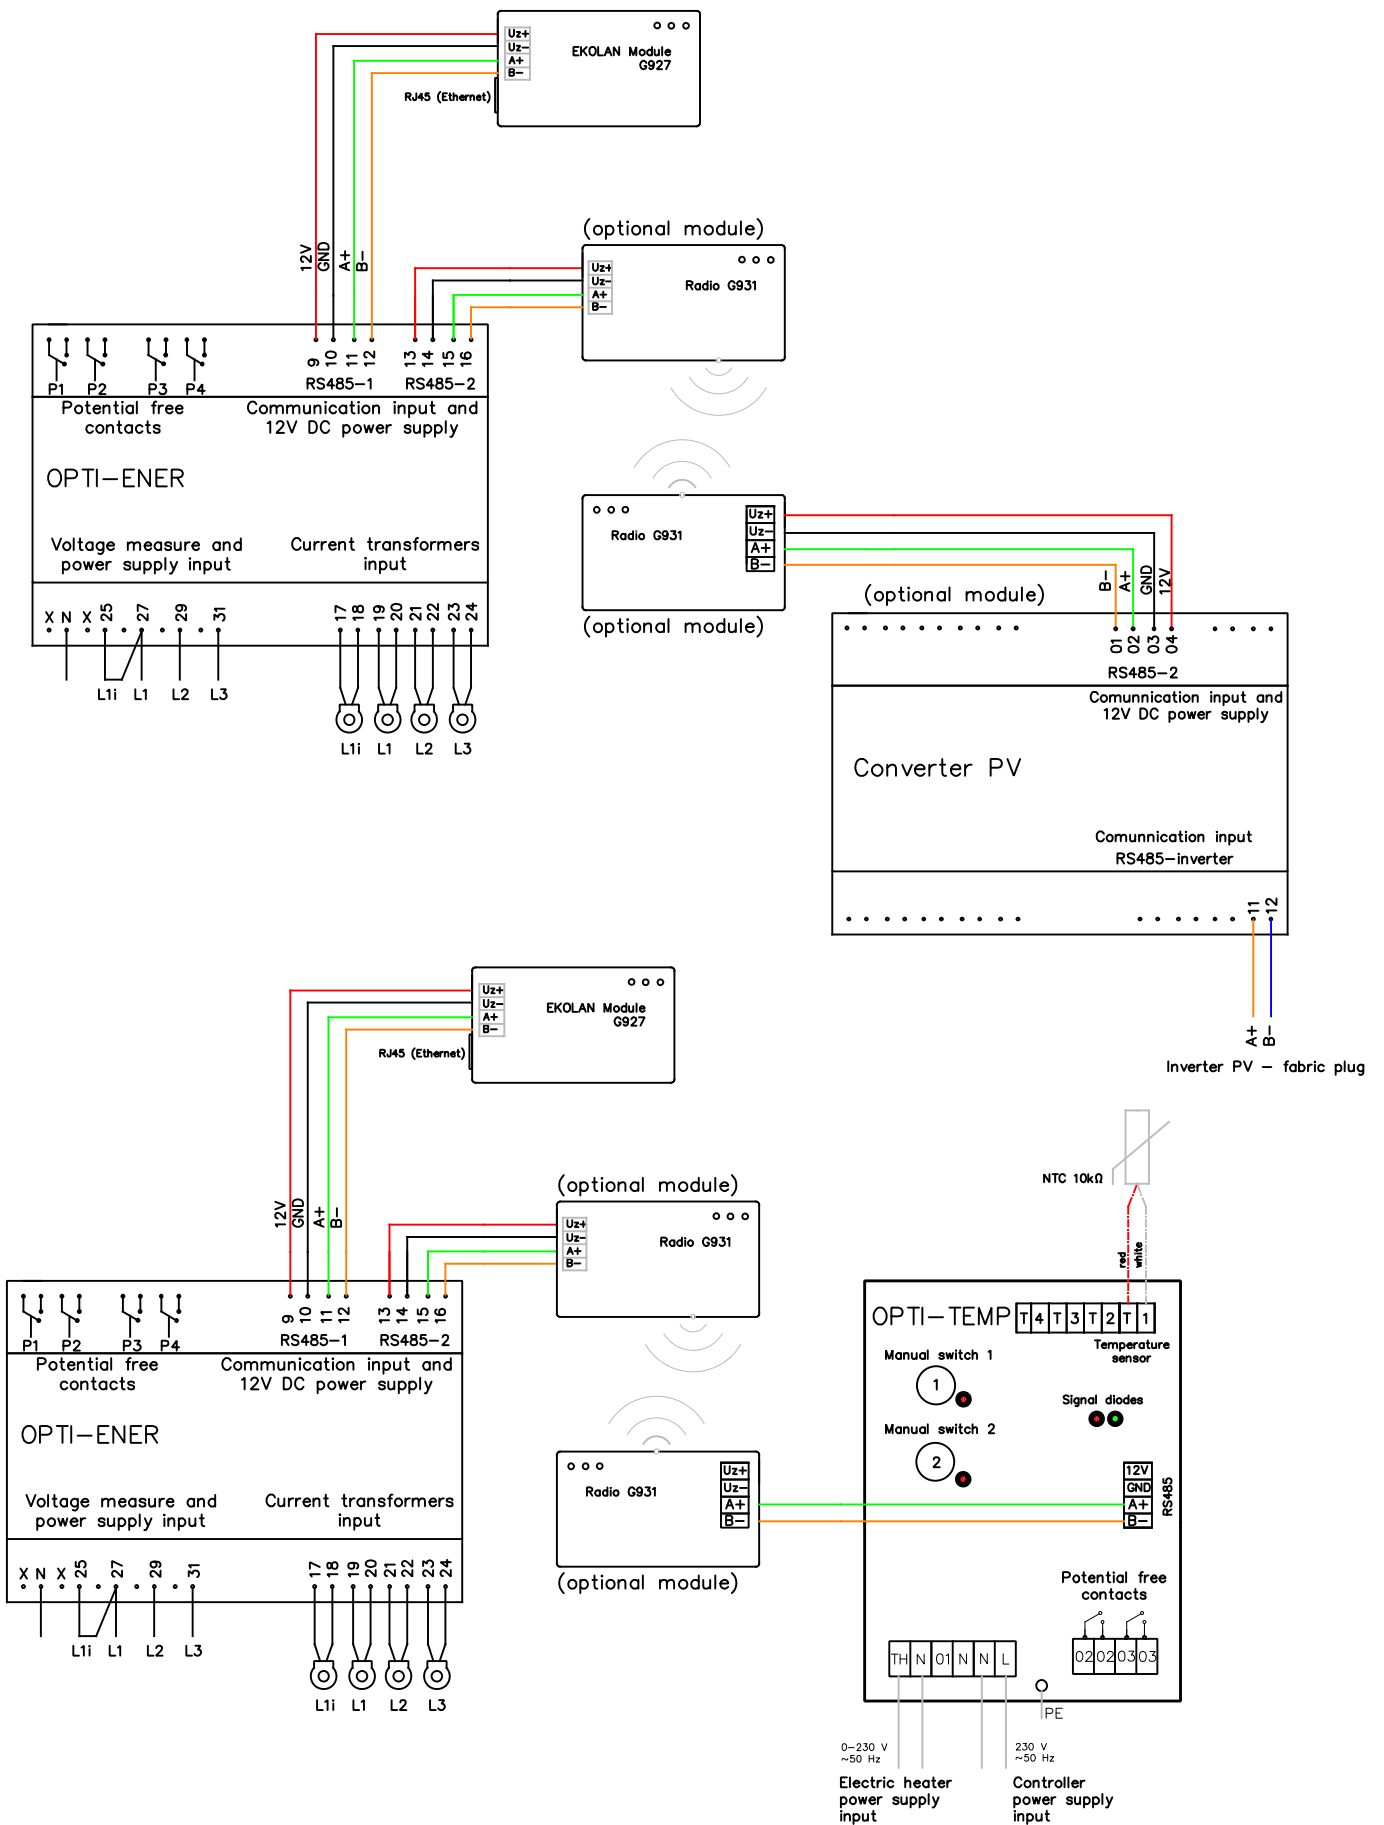 Uz+
Uz-
A+
B-
EKOLAN Module
G927
RJ45 (Ethernet)
12V
GND
A+
B-
(optional module)
Uz+
Uz-
A+
B-
Radio G931
P1
P2
P3
P4
9
10
11
12
13
14
15
16
RS485-1
RS485-2
Potential free
contacts
Communication input and
12V DC power supply
OPTI-ENER
Voltage measure and
power supply input
Current transformers
input
X N X 25 27 29 31
17 18 19 20 21 22 23 24
L1i L1 L2 L3
L1i L1 L2 L3
Radio G931
Uz+
Uz-
A+
B-
(optional module)
(optional module)
B-
A+
GND
12V
01
02
03
04
RS485-2
Comunnication input and
12V DC power supply
Converter PV
Comunnication input
RS485-inverter
11
12
A+
B-
Inverter PV - fabric plug
Uz+
Uz-
A+
B-
EKOLAN Module
G927
RJ45 (Ethernet)
12V
GND
A+
B-
(optional module)
Uz+
Uz-
A+
B-
Radio G931
P1
P2
P3
P4
9
10
11
12
13
14
15
16
RS485-1
RS485-2
Potential free
contacts
Communication input and
12V DC power supply
OPTI-ENER
Voltage measure and
power supply input
Current transformers
input
X N X 25 27 29 31
17 18 19 20 21 22 23 24
L1i L1 L2 L3
L1i L1 L2 L3
Radio G931
Uz+
Uz-
A+
B-
(optional module)
NTC 10kΩ
red
white
OPTI-TEMP
T 4 T 3 T 2 T 1
Temperature
sensor
Manual switch 1
1
Signal diodes
Manual switch 2
2
12V
GND
A+
B-
RS485
Potential free
contacts
02 02 03 03
TH N 01 N N L
PE
0-230 V
~50 Hz
Electric heater
power supply
input
230 V
~50 Hz
Controller
power supply
input